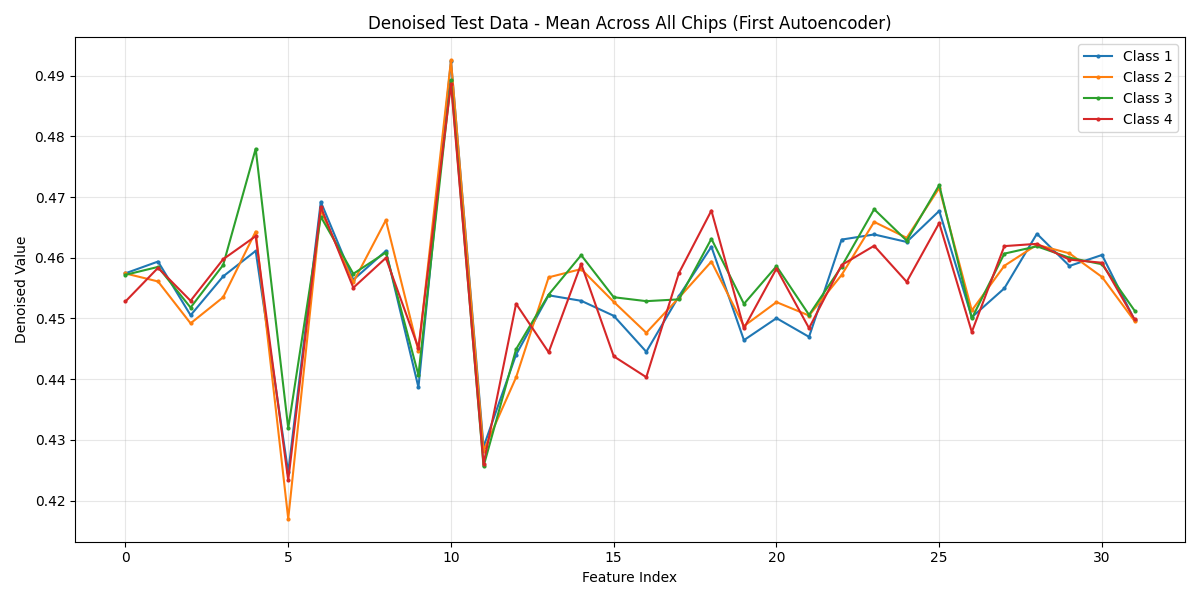 Denoised Test Data - Mean Across All Chips (First Autoencoder)
Class 1
Class 2
Class 3
Class 4
Denoised Value
0.49
0.48
0.47
0.46
0.45
0.44
0.43
0.42
0 5 10 15 20 25 30
Feature Index